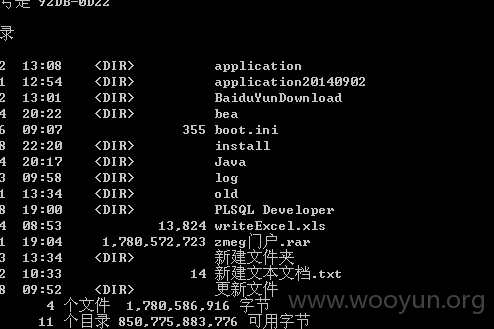 号是 92DB-0D22
录
2 13:08 <DIR> application
1 12:54 <DIR> application20140902
2 13:01 <DIR> BaiduYunDownload
4 20:22 <DIR> bea
6 09:07 355 boot.ini
8 22:20 <DIR> install
4 20:17 <DIR> Java
3 09:58 <DIR> log
1 13:34 <DIR> old
8 19:00 <DIR> PLSQL Developer
4 08:53 13,824 writeExcel.xls
1 19:04 1,780,572,723 zmeg门户.rar
3 13:34 <DIR> 新建文件夹
2 10:33 14 新建文本文档.txt
8 09:52 <DIR> 更新文件
4 个文件 1,780,586,916 字节
11 个目录 850,775,883,776 可用字节
www.wooyun.org